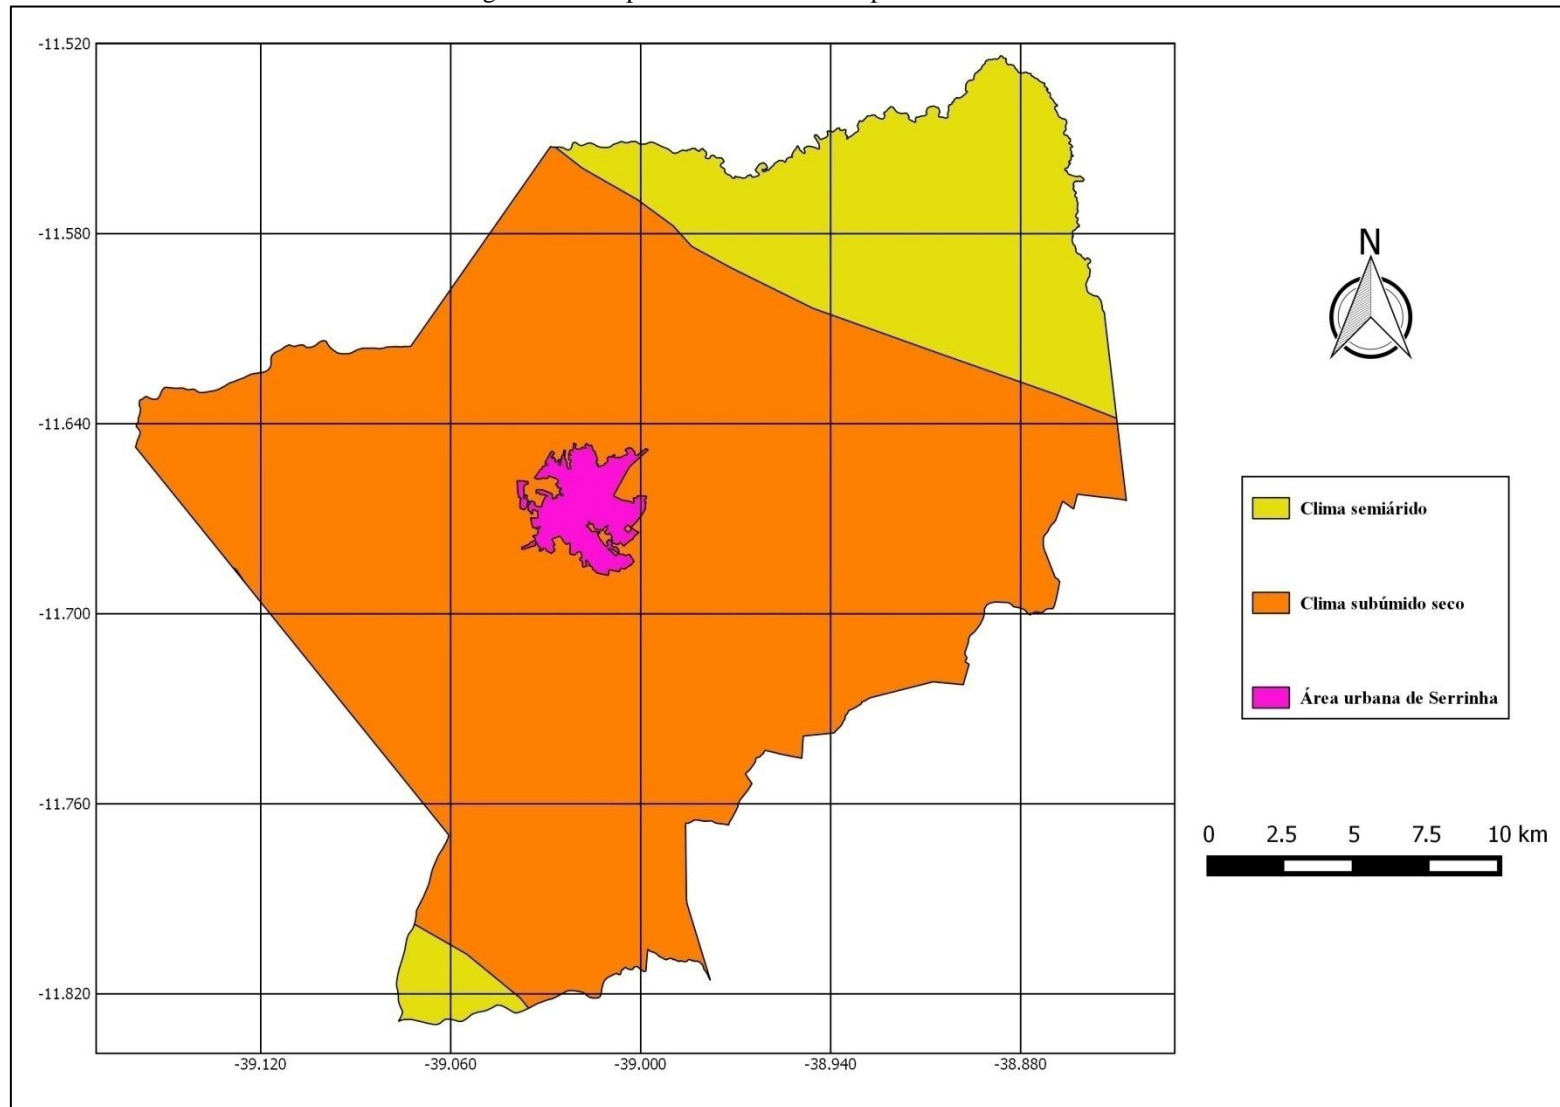 -11.520
-11.580
-11.640
-11.700
-11.760
-11.820
-39.120 -39.060 -39.000 -38.940 -38.880
N
Clima semiárido
Clima subúmido seco
Área urbana de Serrinha
0 2.5 5 7.5 10 km